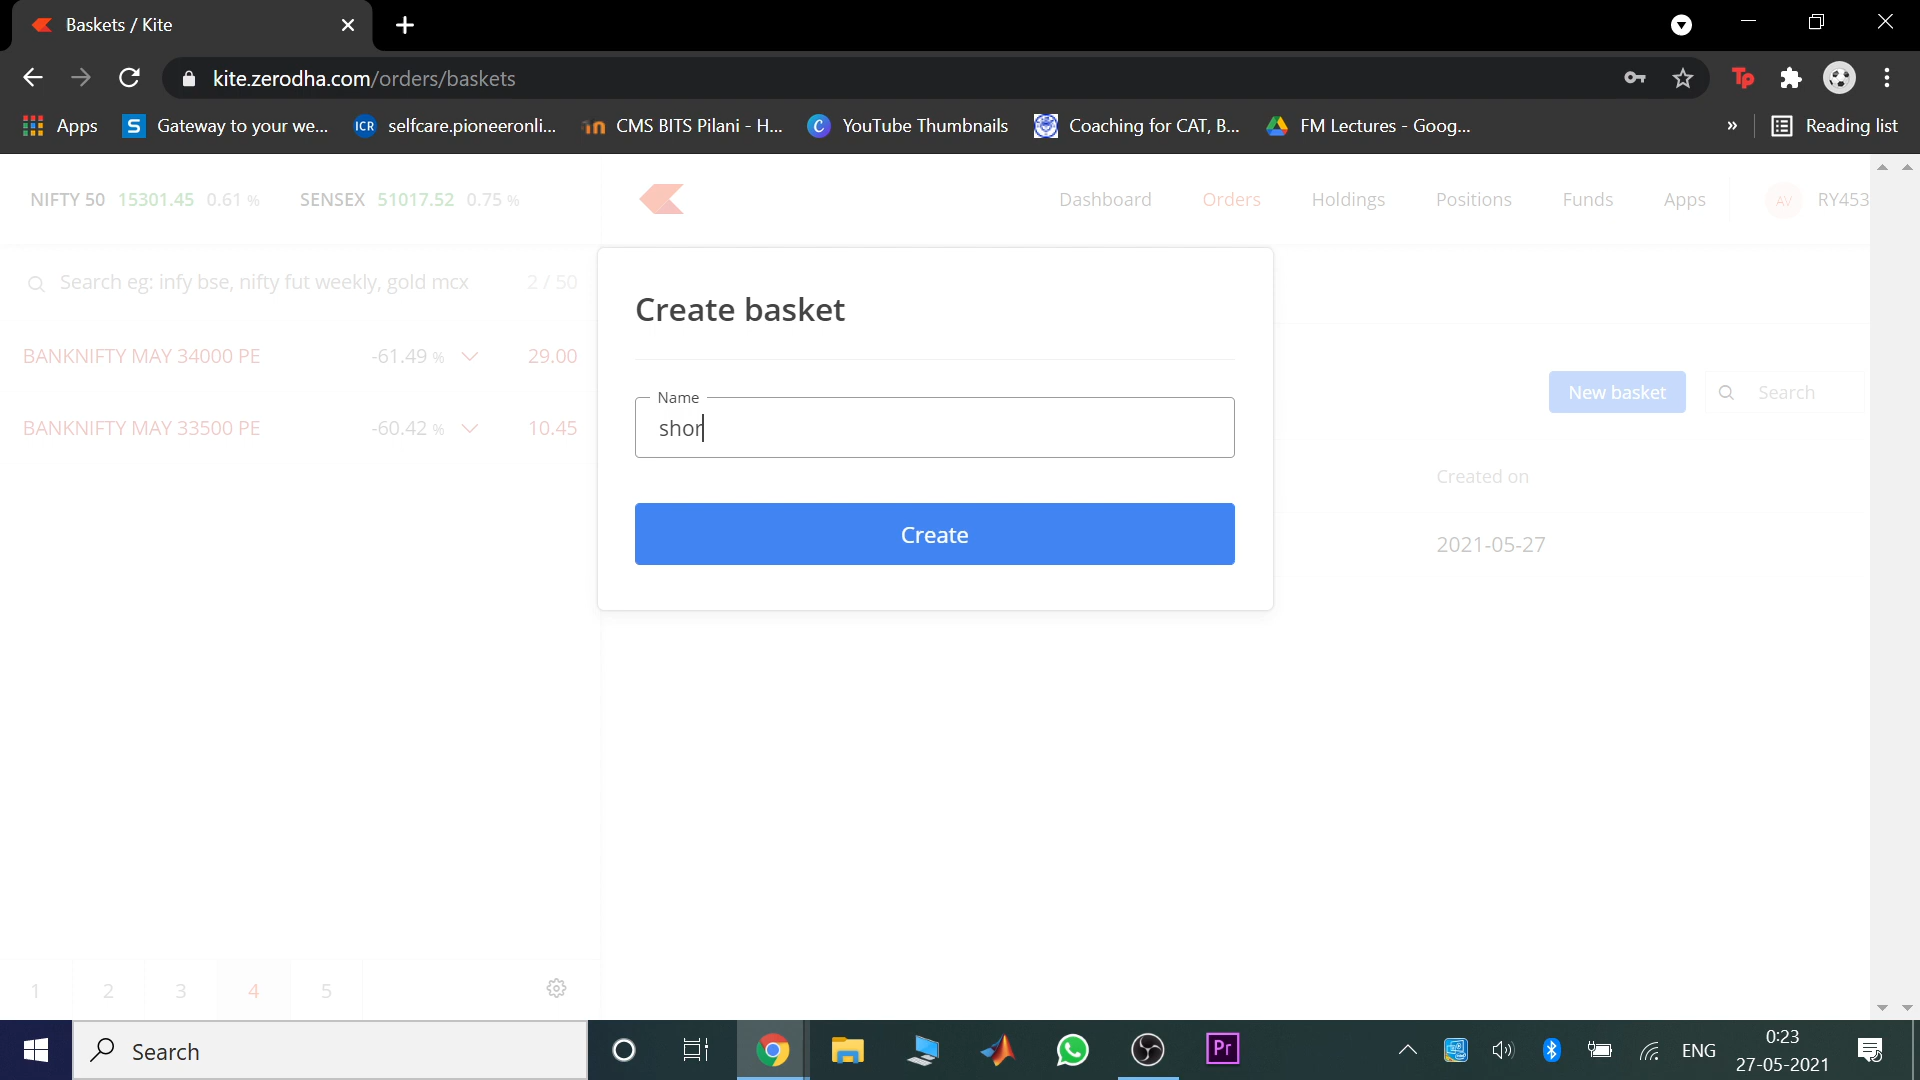 Baskets / Kite
kite.zerodha.com/orders/baskets
Tp
Apps
S Gateway to your we...
ICR selfcare.pioneeronli...
CMS BITS Pilani - H...
C YouTube Thumbnails
Coaching for CAT, B...
FM Lectures - Goog...
»
Reading list
NIFTY 50 15301.45 0.61 %
SENSEX 51017.52 0.75 %
Dashboard
Orders
Holdings
Positions
Funds
Apps
AV RY453
Search eg: infy bse, nifty fut weekly, gold mcx
2 / 50
BANKNIFTY MAY 34000 PE -61.49 % 29.00
BANKNIFTY MAY 33500 PE -60.42 % 10.45
Create basket
Name
shor
Create
New basket
Search
Created on
2021-05-27
1 2 3 4 5
Search
Pr
ENG
0:23
27-05-2021